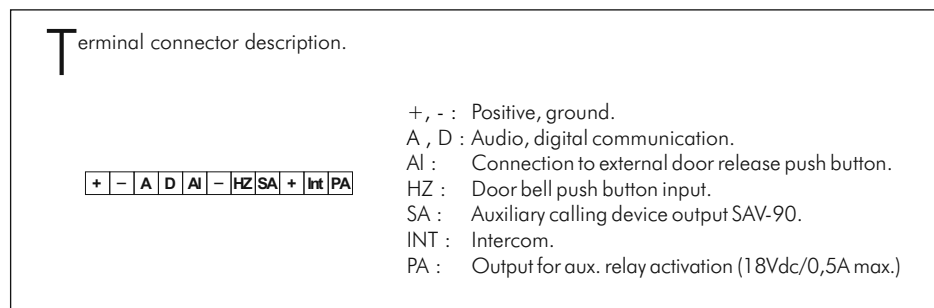 Terminal connector description.
+, - : Positive, ground.
A , D : Audio, digital communication.
AI : Connection to external door release push button.
+ − A D AI − HZ SA + Int PA
HZ : Door bell push button input.
SA : Auxiliary calling device output SAV-90.
INT : Intercom.
PA : Output for aux. relay activation (18Vdc/0,5A max.)